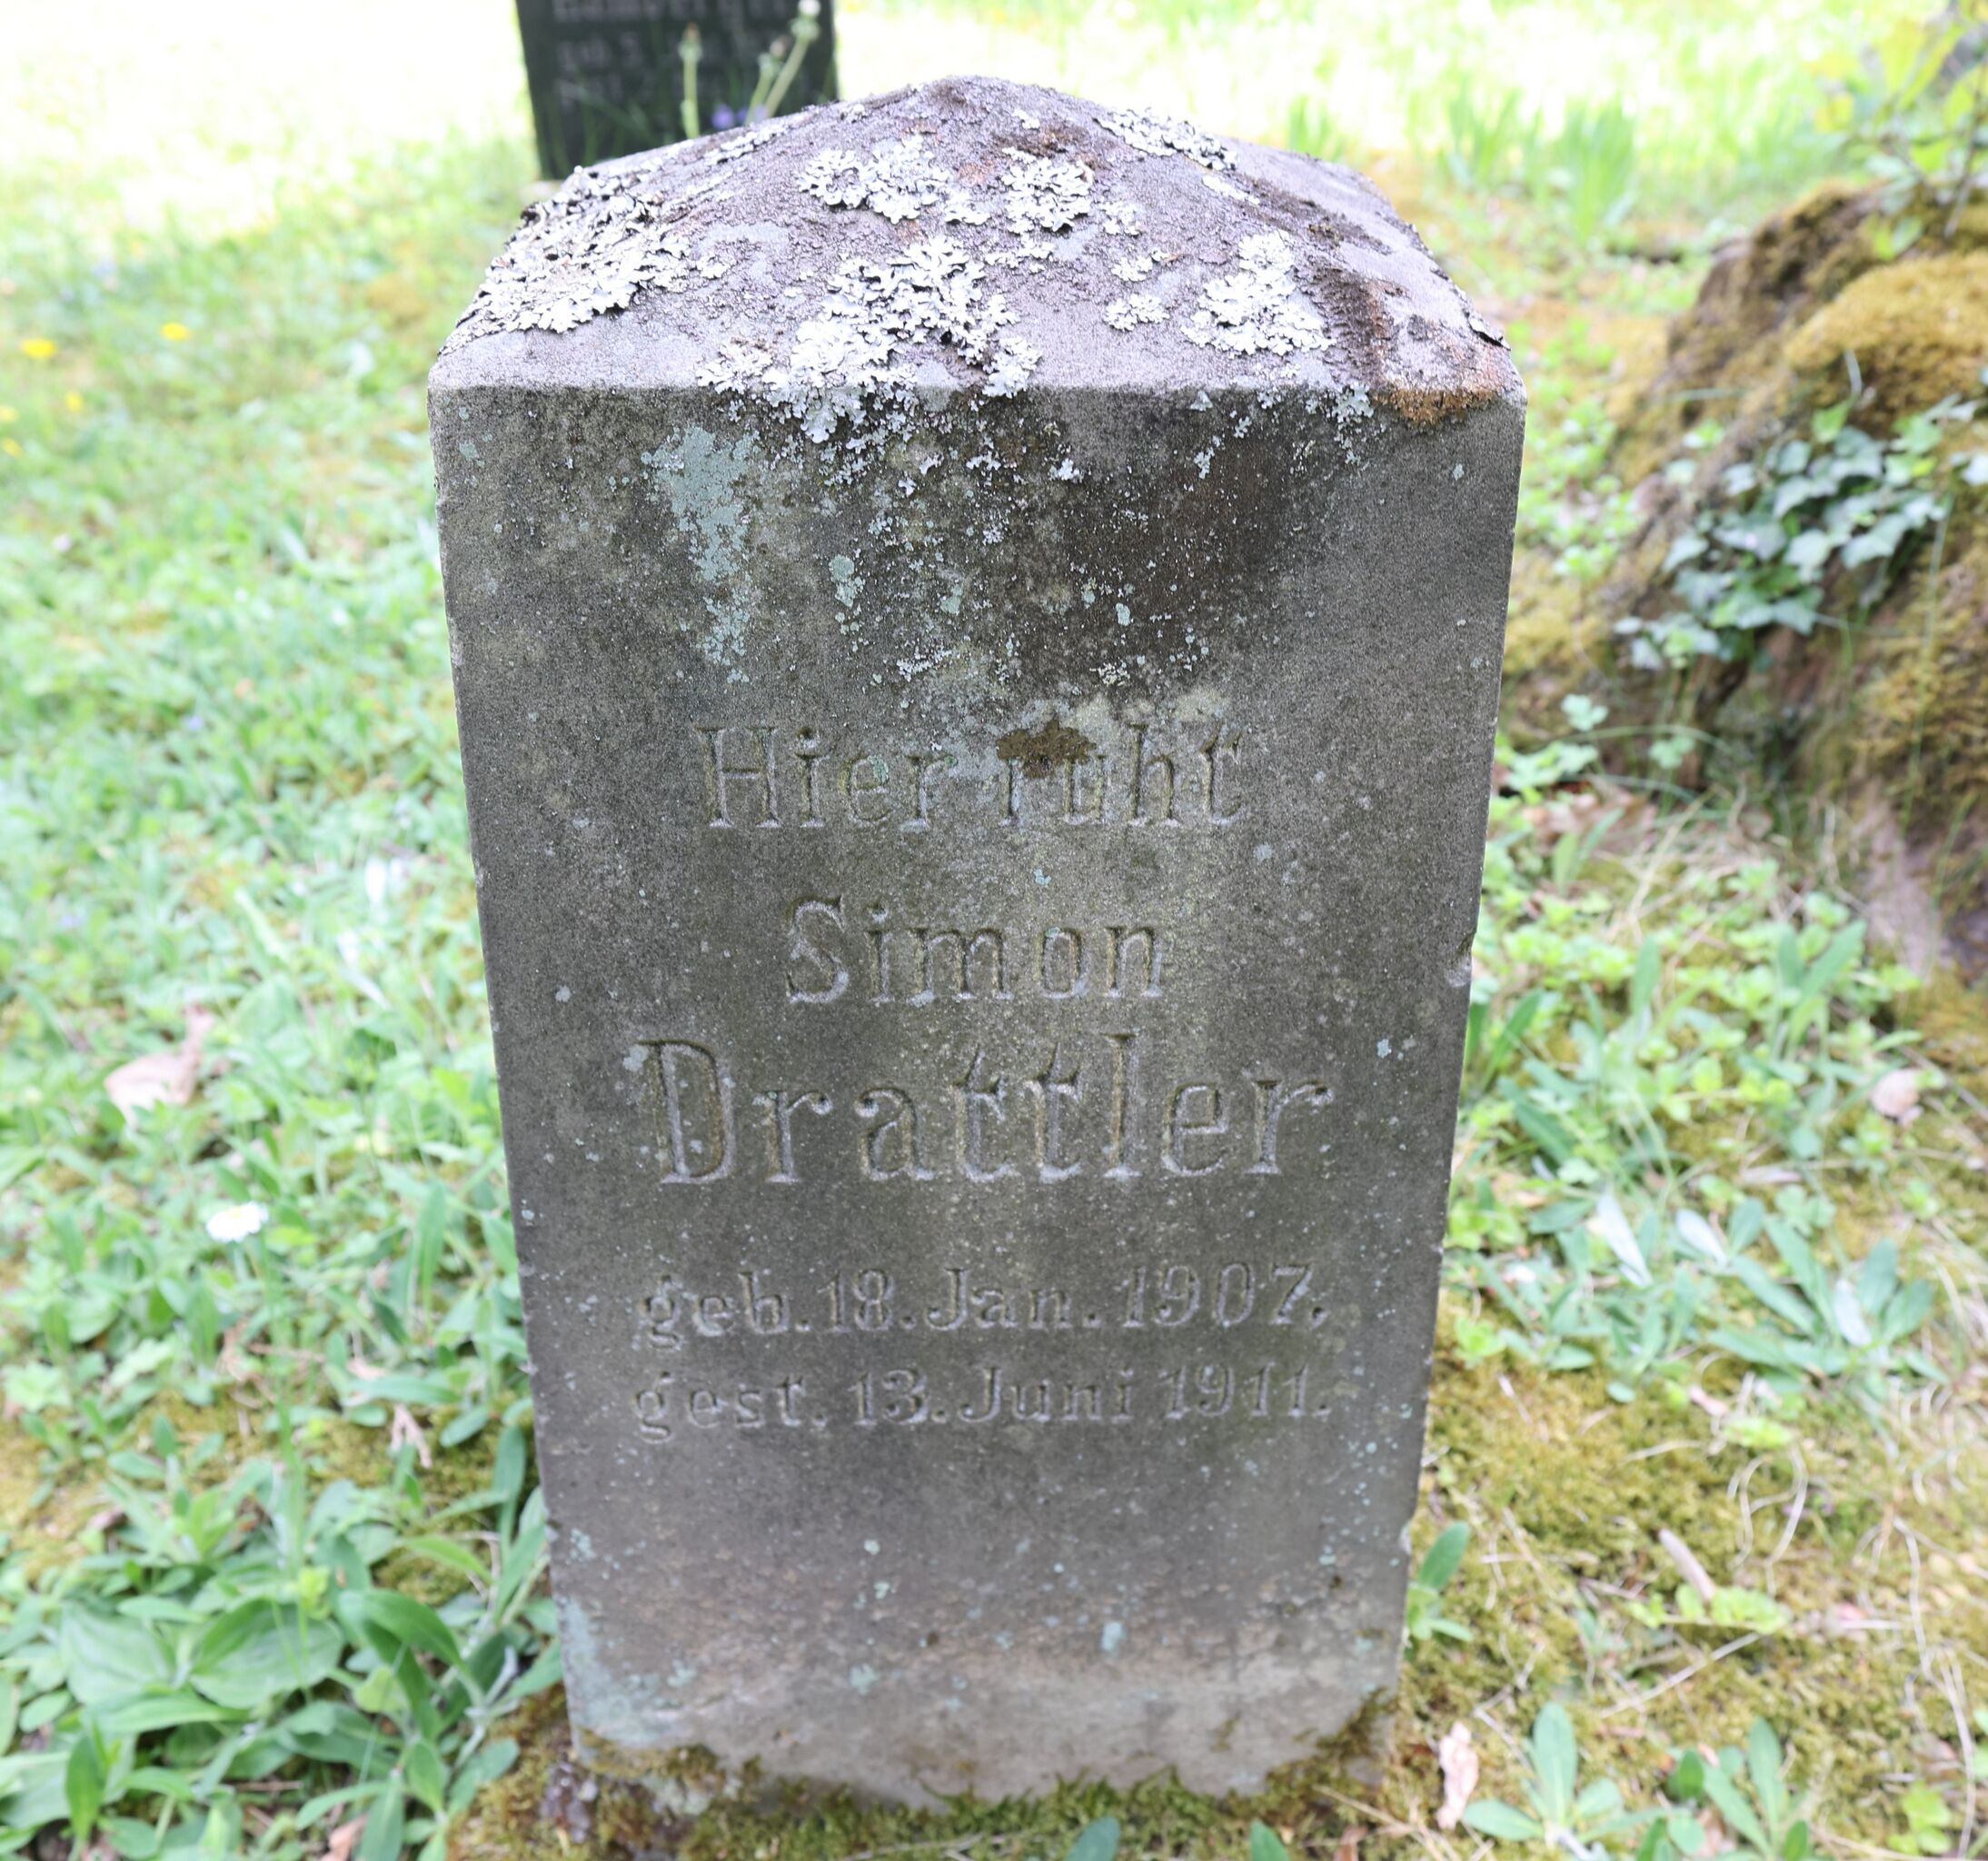 Hier ruht
Simon
Drattler
geb. 18. Jan. 1907,
gest. 13. Juni 1911.